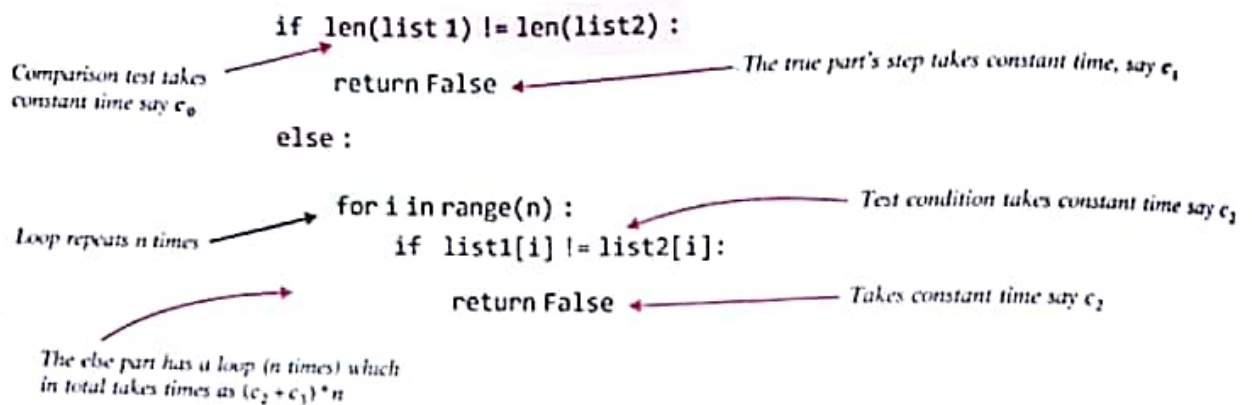 if len(list 1) != len(list2) :
Comparison test takes
constant time say c₀
The true part's step takes constant time, say c₁
return False
else :
for i in range(n) :
Test condition takes constant time say c₃
Loop repeats n times
if list1[i] != list2[i]:
return False
Takes constant time say c₂
The else part has a loop (n times) which
in total takes times as (c₂ + c₃) * n